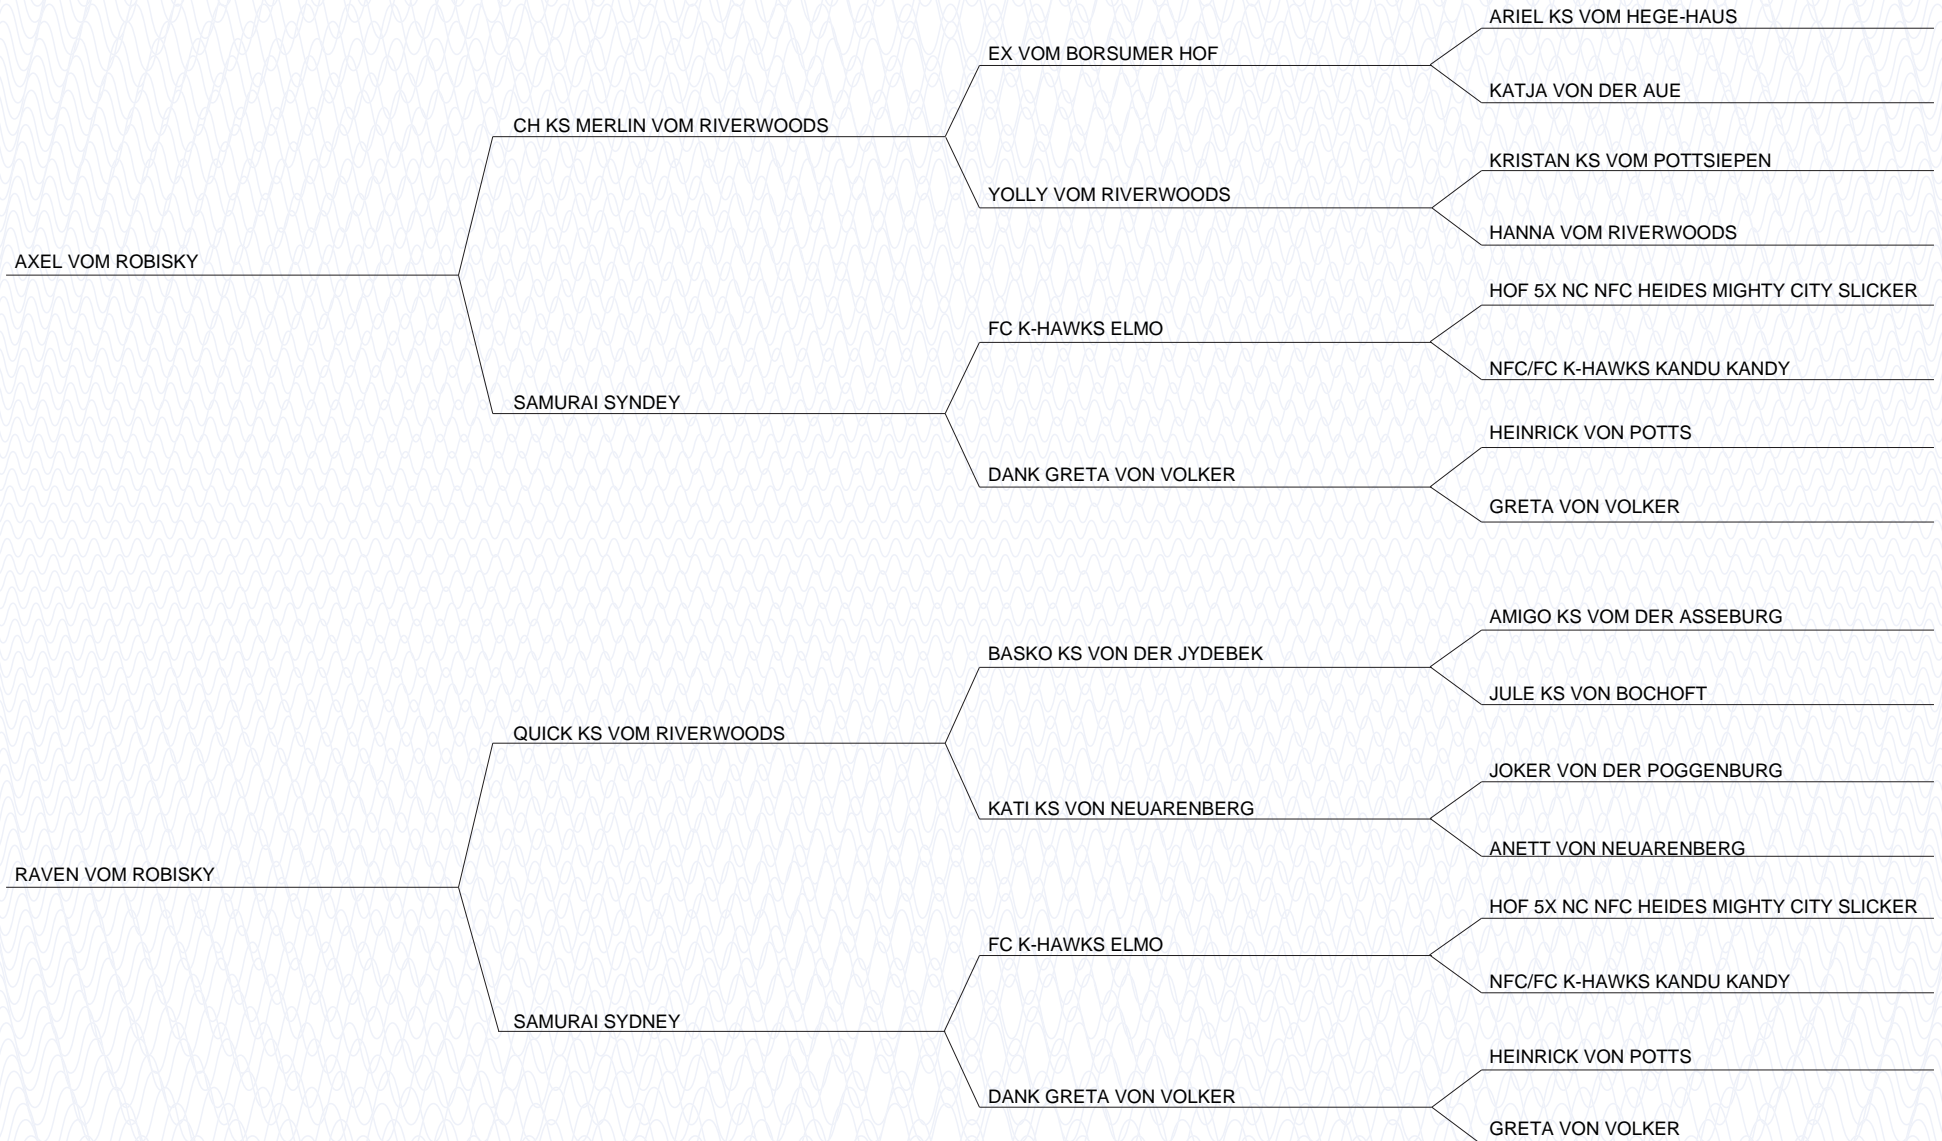 ARIEL KS VOM HEGE-HAUS
EX VOM BORSUMER HOF
KATJA VON DER AUE
CH KS MERLIN VOM RIVERWOODS
KRISTAN KS VOM POTTSIEPEN
YOLLY VOM RIVERWOODS
HANNA VOM RIVERWOODS
AXEL VOM ROBISKY
HOF 5X NC NFC HEIDES MIGHTY CITY SLICKER
FC K-HAWKS ELMO
NFC/FC K-HAWKS KANDU KANDY
SAMURAI SYNDEY
HEINRICK VON POTTS
DANK GRETA VON VOLKER
GRETA VON VOLKER
AMIGO KS VOM DER ASSEBURG
BASKO KS VON DER JYDEBEK
JULE KS VON BOCHOFT
QUICK KS VOM RIVERWOODS
JOKER VON DER POGGENBURG
KATI KS VON NEUARENBERG
ANETT VON NEUARENBERG
RAVEN VOM ROBISKY
HOF 5X NC NFC HEIDES MIGHTY CITY SLICKER
FC K-HAWKS ELMO
NFC/FC K-HAWKS KANDU KANDY
SAMURAI SYDNEY
HEINRICK VON POTTS
DANK GRETA VON VOLKER
GRETA VON VOLKER